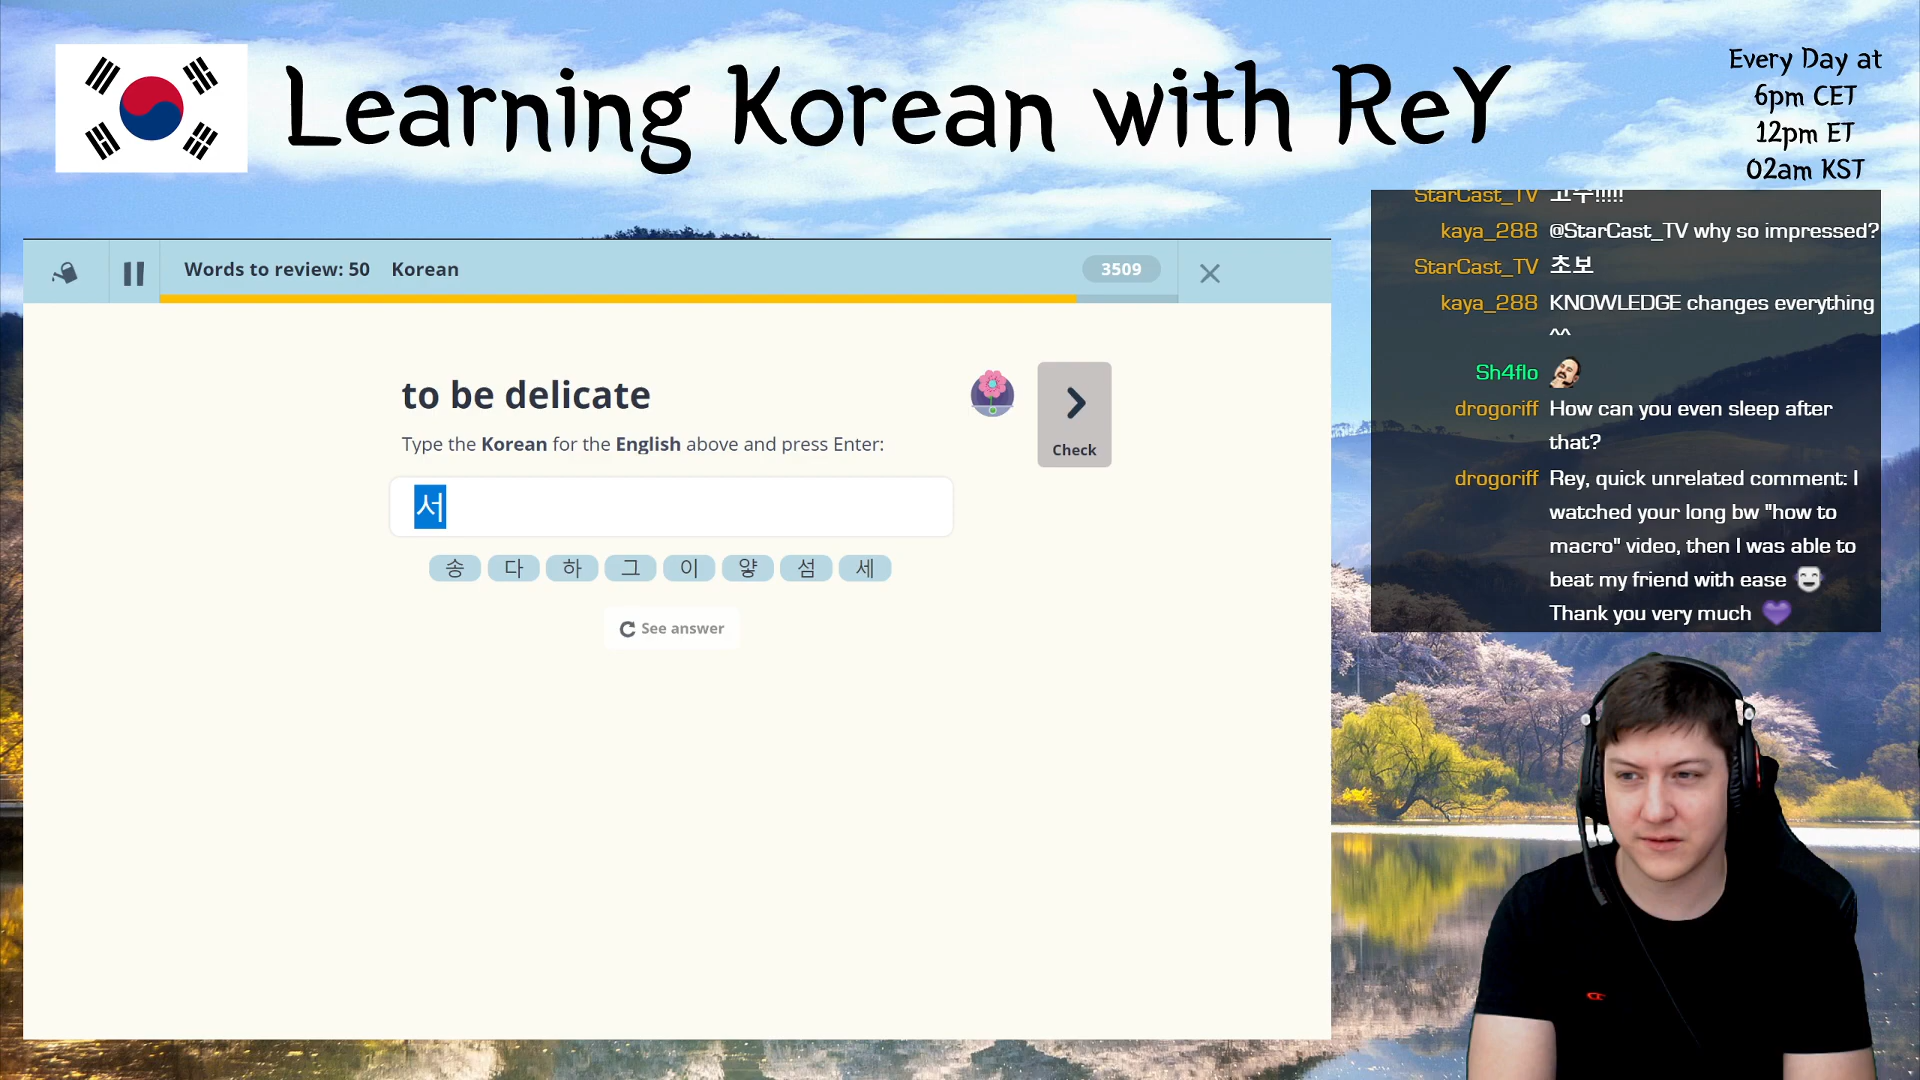 Learning Korean with ReY
Every Day at
6pm CET
12pm ET
02am KST
StarCast_TV 고수!!!!!
kaya_288 @StarCast_TV why so impressed?
StarCast_TV 초보
kaya_288 KNOWLEDGE changes everything
^^
Sh4flo
drogoriff How can you even sleep after
that?
drogoriff Rey, quick unrelated comment: I
watched your long bw "how to
macro" video, then I was able to
beat my friend with ease
Thank you very much
Words to review: 50 Korean
3509
to be delicate
Type the Korean for the English above and press Enter:
Check
서
송 다 하 그 이 얗 섬 세
See answer